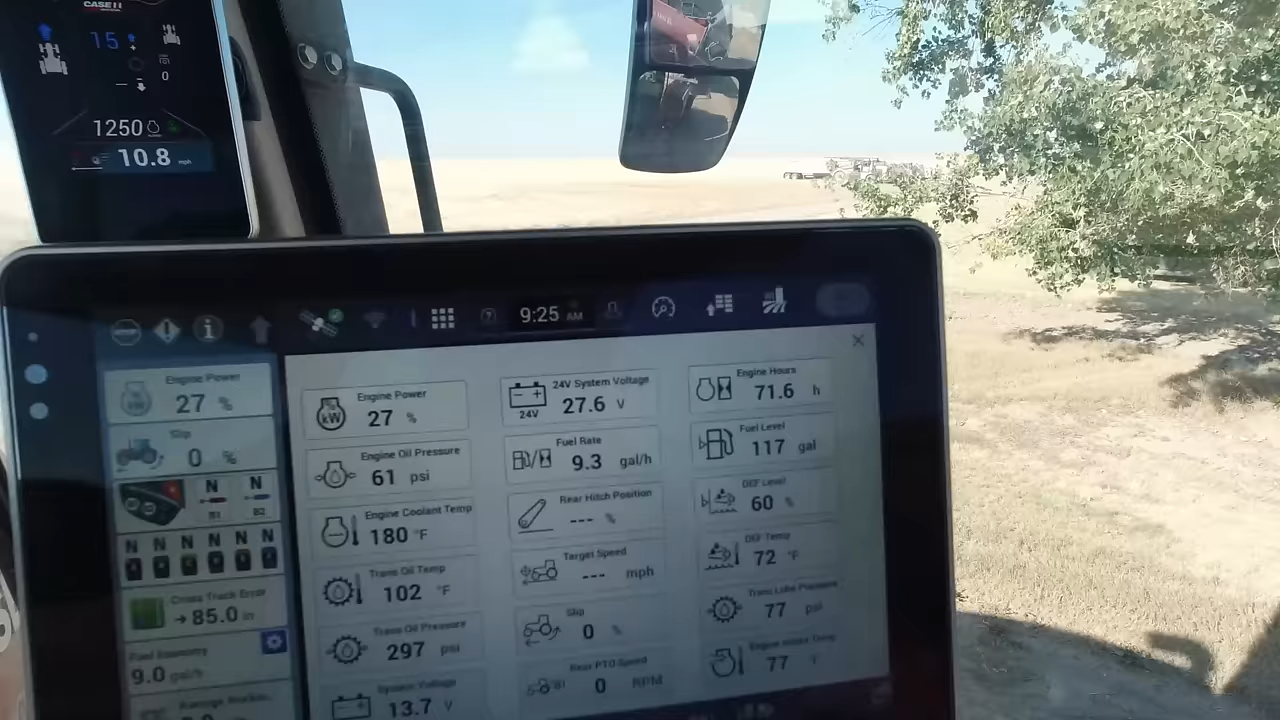 CASE IH
15
0
1250
10.8 mph
9:25 AM
Engine Power
27 %
Slip
0 %
N N
B1 B2
N N N N N N
Cross Track Error
85.0 in
Fuel Economy
9.0 gal/h
Engine Power
kW
27 %
Engine Oil Pressure
61 psi
Engine Coolant Temp
180 °F
Trans Oil Temp
102 °F
Trans Oil Pressure
297 psi
System Voltage
13.7 V
24V System Voltage
24V
27.6 V
Fuel Rate
9.3 gal/h
Rear Hitch Position
--- %
Target Speed
--- mph
Slip
0 %
Rear PTO Speed
0 RPM
Engine Hours
71.6 h
Fuel Level
117 gal
DEF Level
60 %
DEF Temp
72 °F
Trans Lube Pressure
77 psi
Engine Intake Temp
77 °F